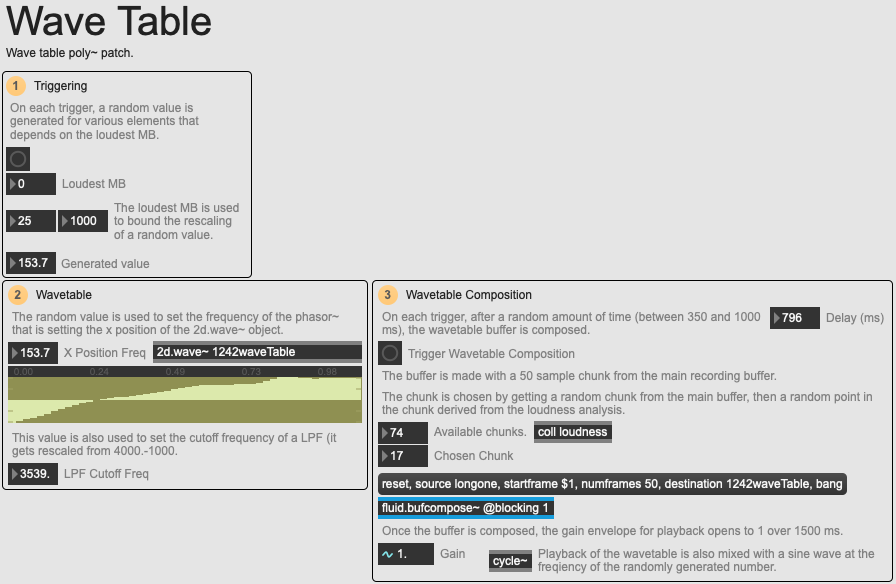 Wave Table
Wave table poly~ patch.
1 Triggering
On each trigger, a random value is
generated for various elements that
depends on the loudest MB.
0 Loudest MB
25 1000
The loudest MB is used
to bound the rescaling
of a random value.
153.7 Generated value
2 Wavetable
The random value is used to set the frequency of the phasor~
that is setting the x position of the 2d.wave~ object.
153.7 X Position Freq 2d.wave~ 1242waveTable
0.00 0.24 0.49 0.73 0.98
This value is also used to set the cutoff frequency of a LPF (it
gets rescaled from 4000.-1000.
3539. LPF Cutoff Freq
3 Wavetable Composition
On each trigger, after a random amount of time (between 350 and 1000
ms), the wavetable buffer is composed.
796 Delay (ms)
Trigger Wavetable Composition
The buffer is made with a 50 sample chunk from the main recording buffer.
The chunk is chosen by getting a random chunk from the main buffer, then a random point in
the chunk derived from the loudness analysis.
74 Available chunks. coll loudness
17 Chosen Chunk
reset, source longone, startframe $1, numframes 50, destination 1242waveTable, bang
fluid.bufcompose~ @blocking 1
Once the buffer is composed, the gain envelope for playback opens to 1 over 1500 ms.
1. Gain
cycle~
Playback of the wavetable is also mixed with a sine wave at the
freqiency of the randomly generated number.